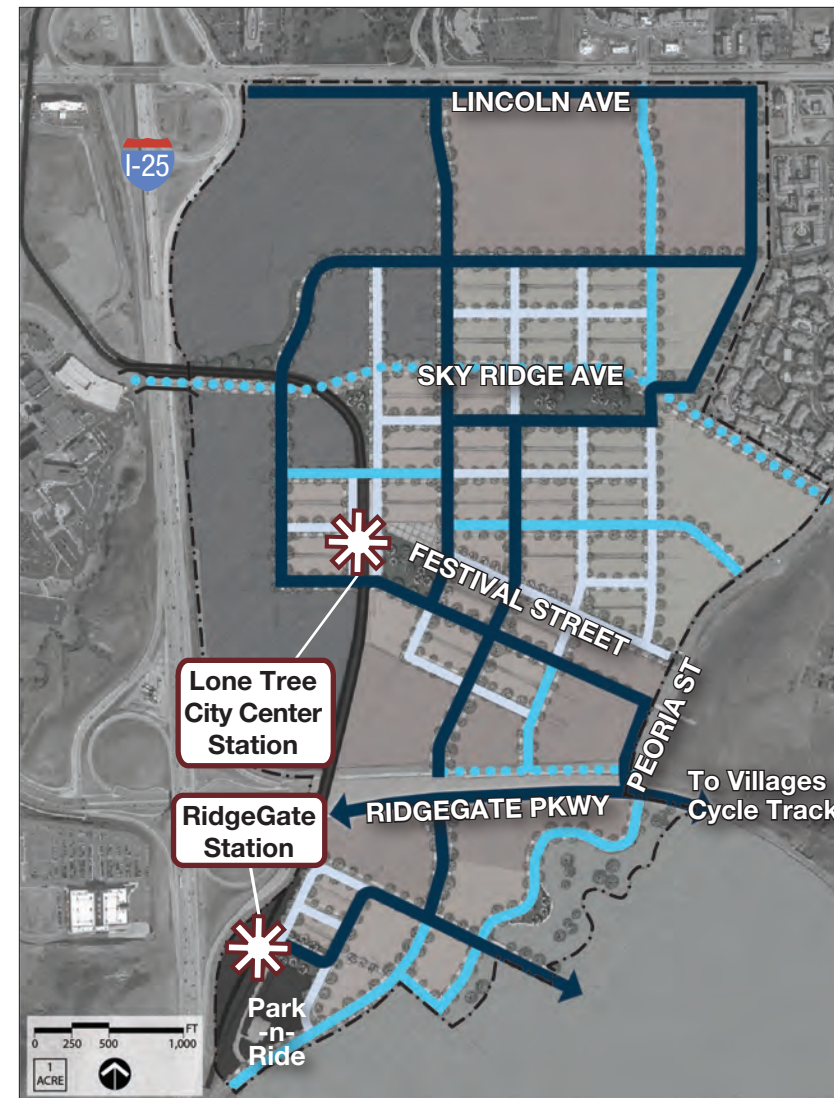 LINCOLN AVE
I-25
SKY RIDGE AVE
FESTIVAL STREET
Lone Tree
City Center
Station
PEORIA ST
To Villages
Cycle Track
RIDGEGATE PKWY
RidgeGate
Station
Park
-n-
Ride
FT
0 250 500 1,000
1
ACRE